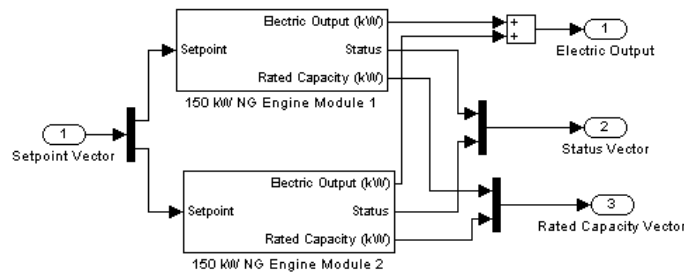 Electric Output (kW)
Setpoint
Status
Rated Capacity (kW)
150 kW NG Engine Module 1
+
+
1
Electric Output
1
Setpoint Vector
2
Status Vector
Electric Output (kW)
Setpoint
Status
Rated Capacity (kW)
150 kW NG Engine Module 2
3
Rated Capacity Vector